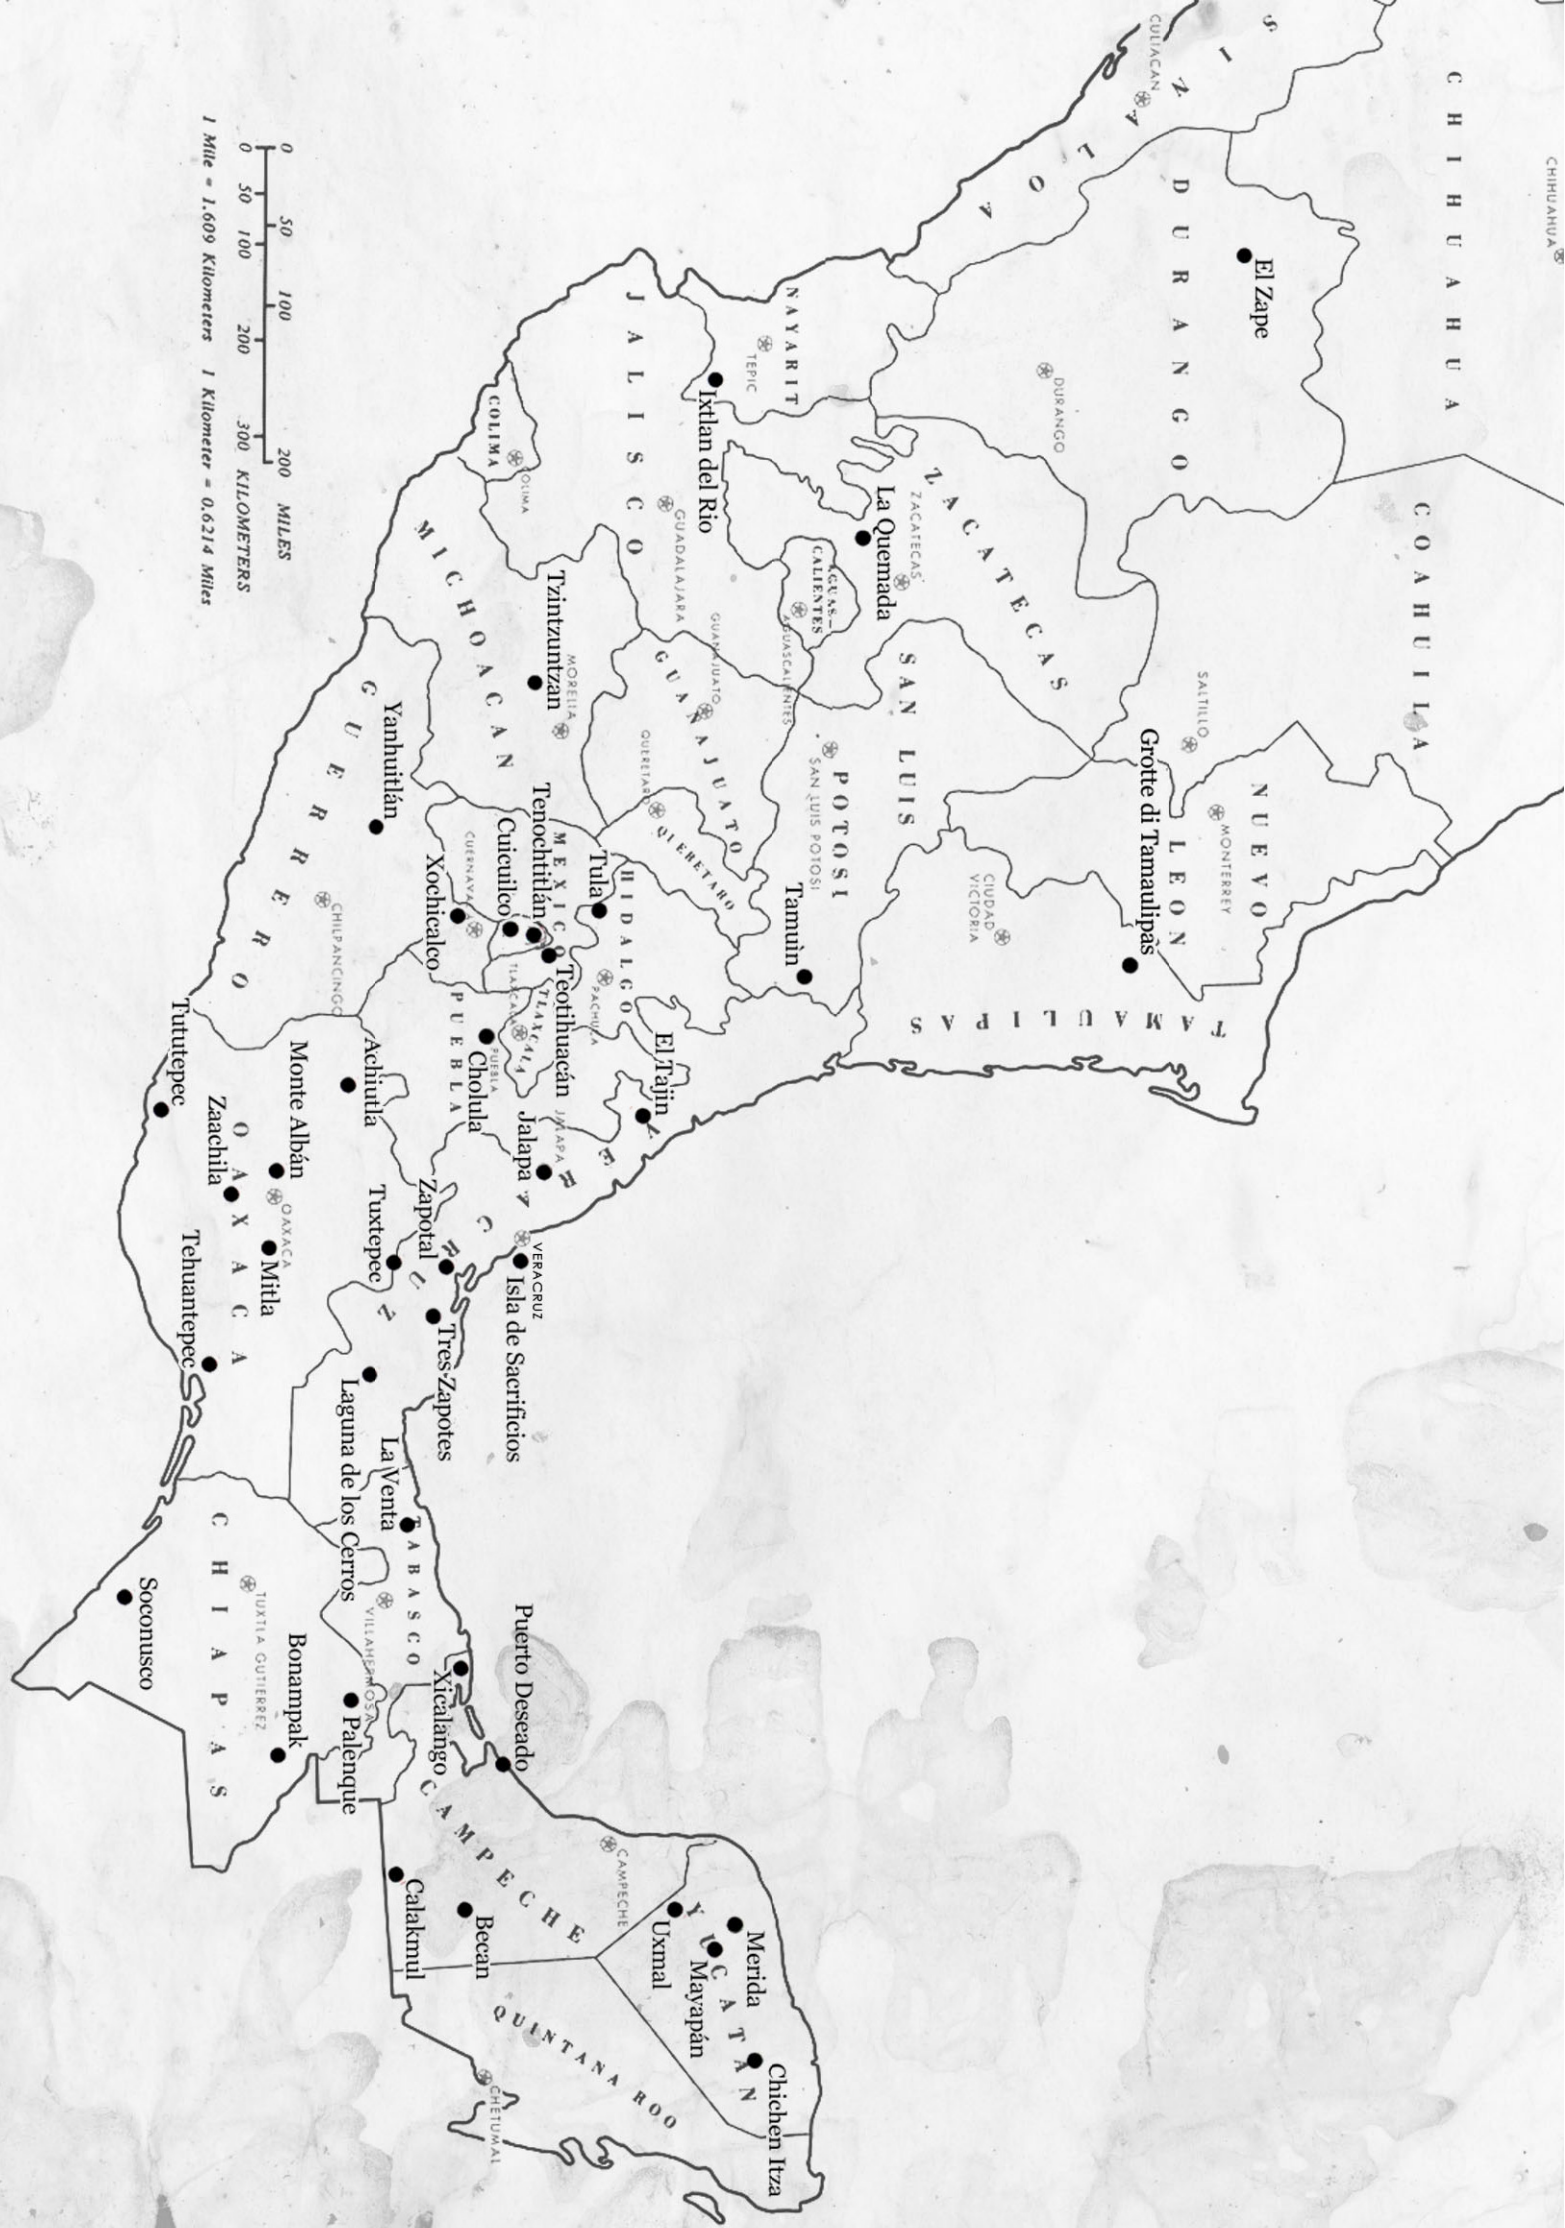 CHIHUAHUA
CHIHUAHUA
COAHUILA
SINALOA
CULIACAN
DURANGO
DURANGO
El Zape
NUEVO
LEON
SALTILLO
MONTERREY
Grotte di Tamaulipas
TAMAULIPAS
CIUDAD
VICTORIA
ZACATECAS
ZACATECAS
La Quemada
SAN LUIS
POTOSI
SAN LUIS POTOSI
Tamuin
NAYARIT
TEPIC
Ixtlan del Rio
AGUAS-
CALIENTES
AGUASCALIENTES
JALISCO
GUADALAJARA
GUANAJUATO
GUANAJUATO
QUERETARO
QUERETARO
HIDALGO
PACHUCA
COLIMA
COLIMA
MICHOACAN
MORELIA
Tzintzuntzan
MEXICO
Tula
Tenochtitlán
Cuicuilco
Teotihuacán
CUERNAVACA
Xochicalco
TLAXCALA
TLAXCALA
PUEBLA
PUEBLA
Cholula
El Tajin
JALAPA
Jalapa
VERACRUZ
VERACRUZ
Isla de Sacrificios
Zapotal
Tres Zapotes
Tuxtepec
Laguna de los Cerros
GUERRERO
CHILPANCINGO
Yanhuitlán
Achiutla
OAXACA
OAXACA
Monte Albán
Zaachila
Mitla
Tututepec
Tehuantepec
La Venta
TABASCO
VILLAHERMOSA
Xicalango
Puerto Deseado
CHIAPAS
TUXTLA GUTIERREZ
Soconusco
Bonampak
Palenque
CAMPECHE
CAMPECHE
Calakmul
Becan
YUCATAN
Uxmal
Merida
Mayapán
Chichen Itza
QUINTANA ROO
CHETUMAL
0 50 100 200 MILES
0 50 100 200 300 KILOMETERS
1 Mile = 1.609 Kilometers 1 Kilometer = 0.6214 Miles